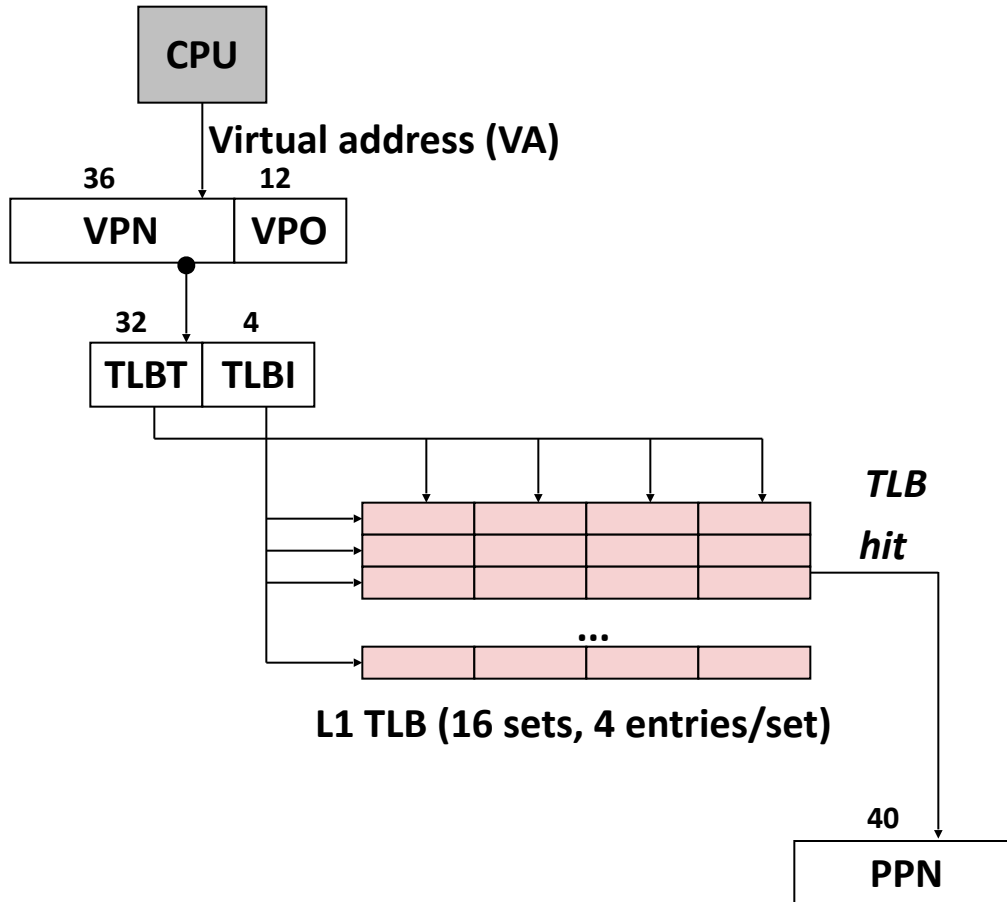 CPU
Virtual address (VA)
36 12
VPN VPO
32 4
TLBT TLBI
TLB
hit
...
L1 TLB (16 sets, 4 entries/set)
40
PPN